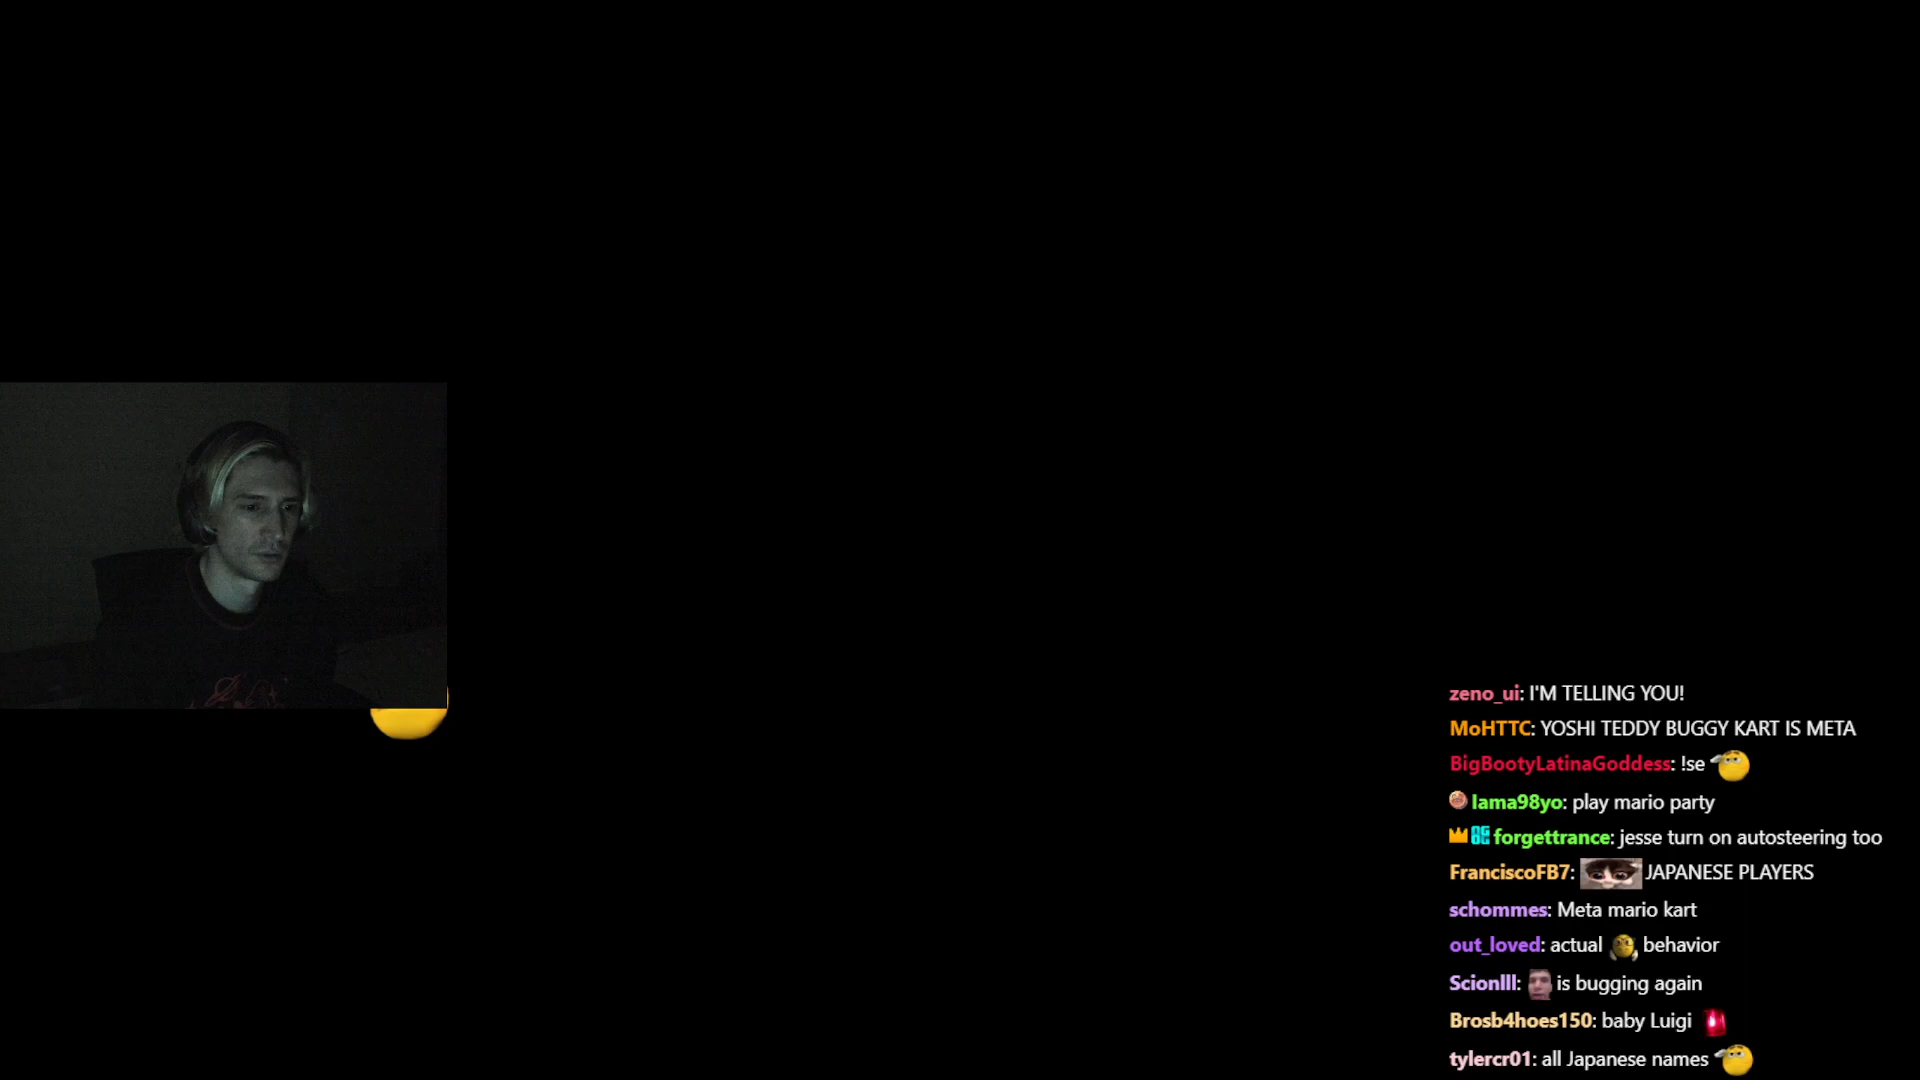 zeno_ui: I'M TELLING YOU!
MoHTTC: YOSHI TEDDY BUGGY KART IS META
BigBootyLatinaGoddess: !se
lama98yo: play mario party
forgettrance: jesse turn on autosteering too
FranciscoFB7: JAPANESE PLAYERS
schommes: Meta mario kart
out_loved: actual behavior
Scionlll: is bugging again
Brosb4hoes150: baby Luigi
tylercr01: all Japanese names